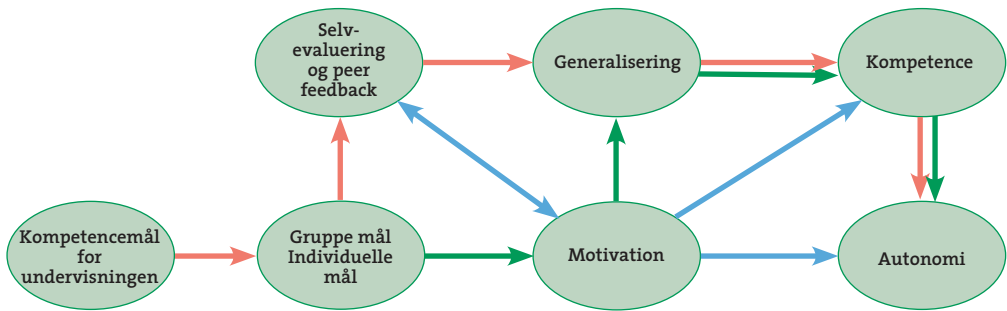 Selv-
evaluering
og peer
feedback
Generalisering
Kompetence
Kompetencemål
for
undervisningen
Gruppe mål
Individuelle
mål
Motivation
Autonomi